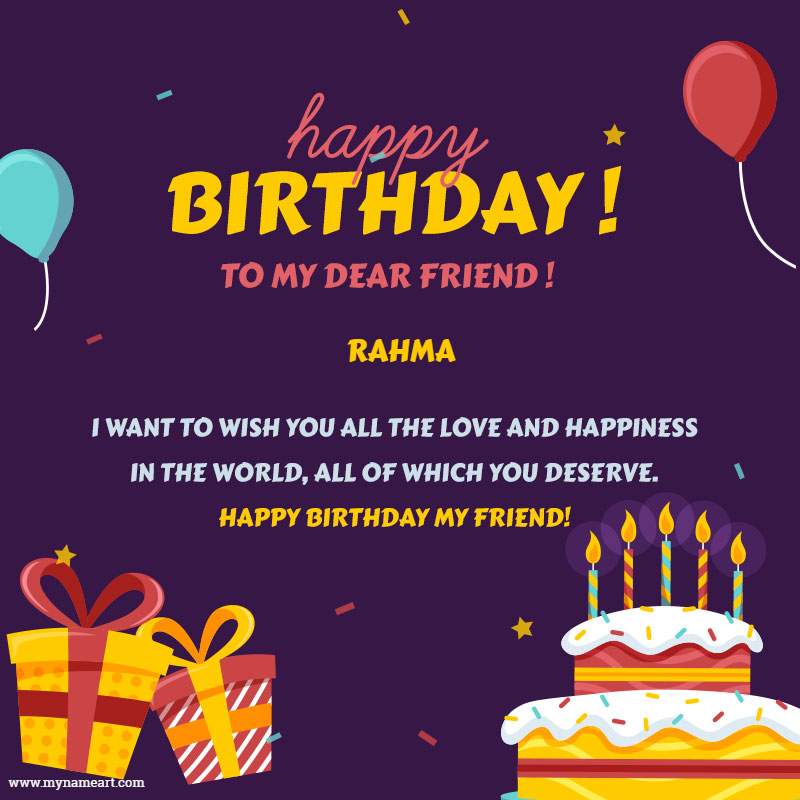 happy
BIRTHDAY !
TO MY DEAR FRIEND !
RAHMA
I WANT TO WISH YOU ALL THE LOVE AND HAPPINESS
IN THE WORLD, ALL OF WHICH YOU DESERVE.
HAPPY BIRTHDAY MY FRIEND!
www.mynameart.com